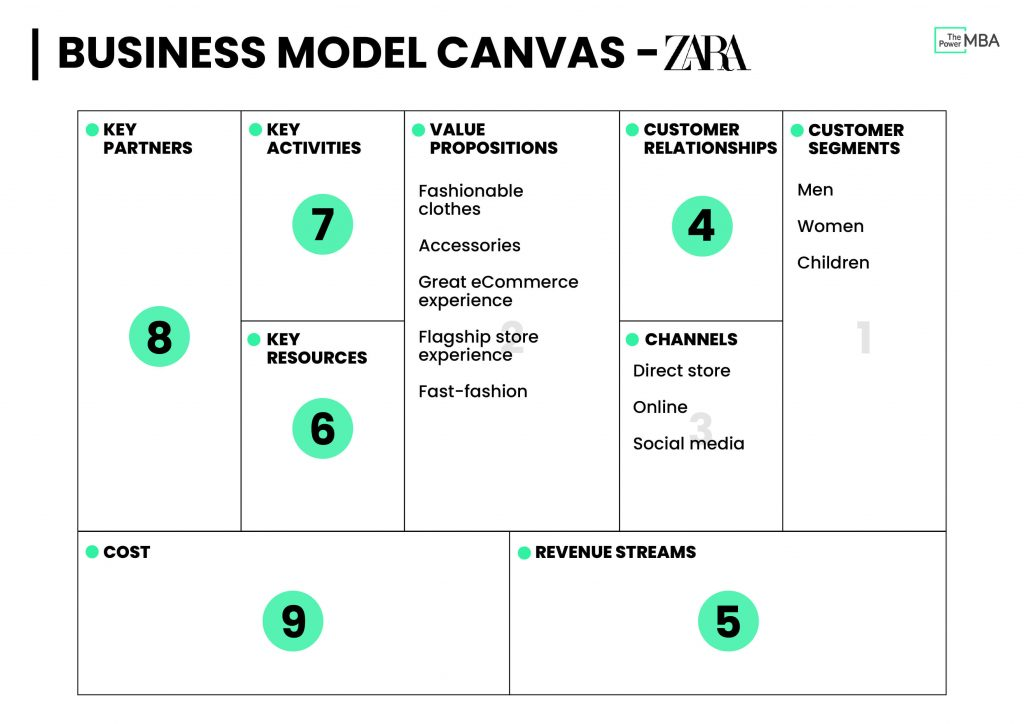 BUSINESS MODEL CANVAS - ZARA
The
Power MBA
KEY
PARTNERS
8
KEY
ACTIVITIES
7
KEY
RESOURCES
6
VALUE
PROPOSITIONS
Fashionable
clothes
Accessories
Great eCommerce
experience
2
Flagship store
experience
Fast-fashion
CUSTOMER
RELATIONSHIPS
4
CHANNELS
Direct store
Online
3
Social media
CUSTOMER
SEGMENTS
Men
Women
Children
1
COST
9
REVENUE STREAMS
5